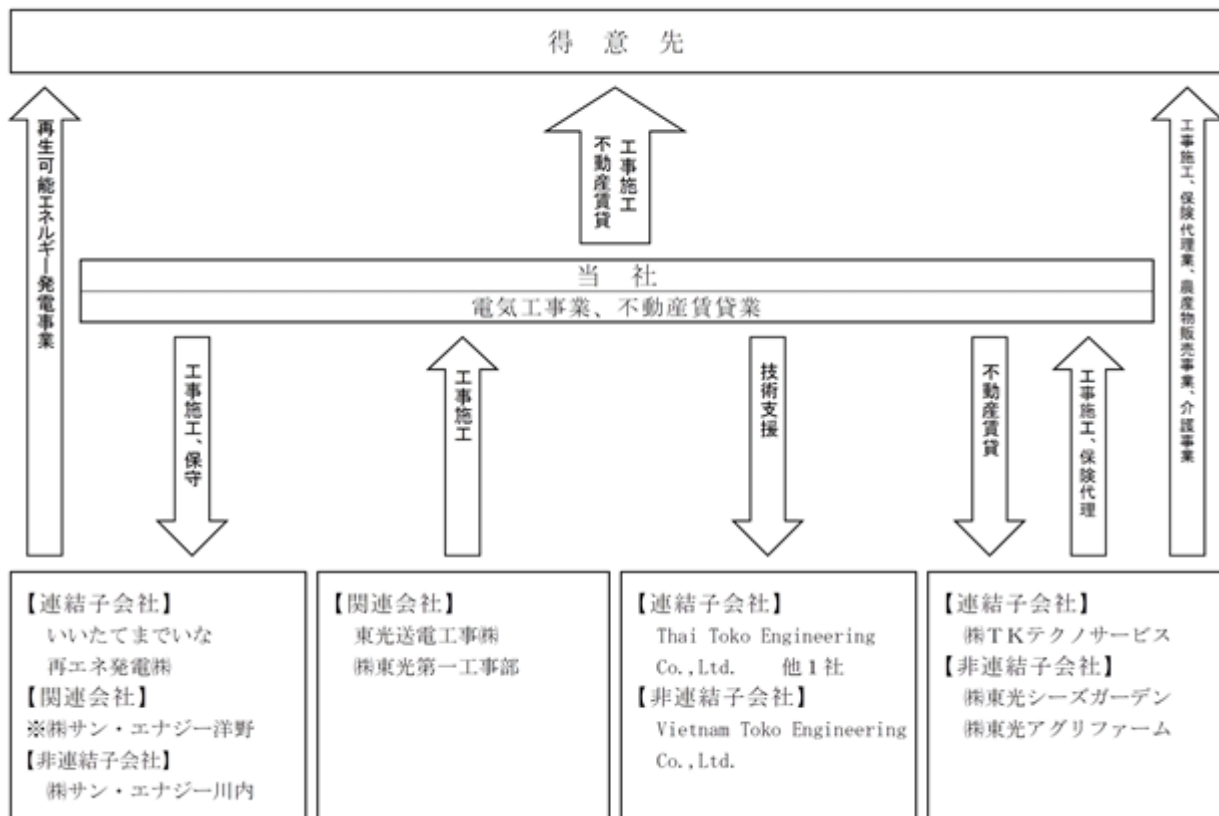 得意先
再生可能エネルギー発電事業
工事施工
不動産賃貸
工事施工、保険代理業、農産物販売事業、介護事業
当社
電気工事業、不動産賃貸業
工事施工、保守
工事施工
技術支援
不動産賃貸
工事施工、保険代理
【連結子会社】
いいたてまでいな
再エネ発電㈱
【関連会社】
※㈱サン・エナジー洋野
【非連結子会社】
㈱サン・エナジー川内
【関連会社】
東光送電工事㈱
㈱東光第一工事部
【連結子会社】
Thai Toko Engineering
Co.,Ltd. 他1社
【非連結子会社】
Vietnam Toko Engineering
Co.,Ltd.
【連結子会社】
㈱TKテクノサービス
【非連結子会社】
㈱東光シーズガーデン
㈱東光アグリファーム